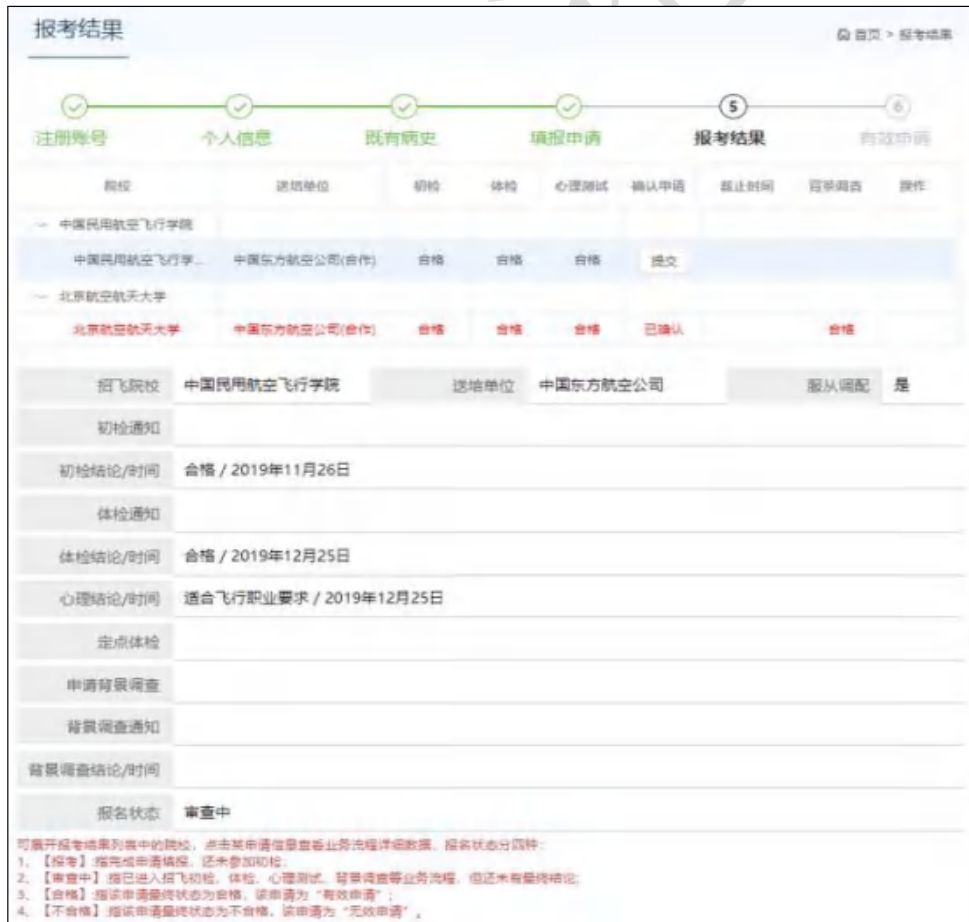 报考结果
首页 > 报考结果
5
6
注册账号 个人信息 既有病史 填报申请 报考结果 有效申请
院校 送培单位 初检 体检 心理测试 确认申请 截止时间 背景调查 操作
中国民用航空飞行学院
中国民用航空飞行学... 中国东方航空公司(合作) 合格 合格 合格 提交
北京航空航天大学
北京航空航天大学 中国东方航空公司(合作) 合格 合格 合格 已确认 合格
招飞院校 中国民用航空飞行学院 送培单位 中国东方航空公司 服从调配 是
初检通知
初检结论/时间 合格 / 2019年11月26日
体检通知
体检结论/时间 合格 / 2019年12月25日
心理结论/时间 适合飞行职业要求 / 2019年12月25日
定点体检
申请背景调查
背景调查通知
背景调查结论/时间
报名状态 审查中
可展开报考结果列表中的院校，点击某申请信息查看业务流程详细数据，报名状态分四种：
1、【报考】:指完成申请填报，还未参加初检;
2、【审查中】:指已进入招飞初检、体检、心理测试、背景调查等业务流程，但还未有最终结论;
3、【合格】:指该申请最终状态为合格，该申请为“有效申请”;
4、【不合格】:指该申请最终状态为不合格，该申请为“无效申请”。